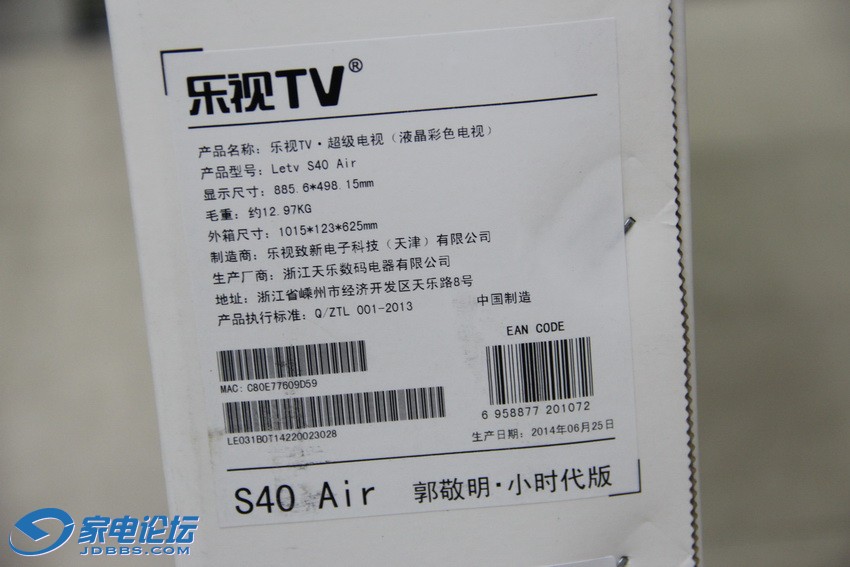 乐视TV®
产品名称：乐视TV·超级电视（液晶彩色电视）
产品型号：Letv S40 Air
显示尺寸：885.6*498.15mm
毛重：约12.97KG
外箱尺寸：1015*123*625mm
制造商：乐视致新电子科技（天津）有限公司
生产厂商：浙江天乐数码电器有限公司
地址：浙江省嵊州市经济开发区天乐路8号
产品执行标准：Q/ZTL 001-2013
中国制造
EAN CODE
MAC：C80E77609D59
6 958877 201072
LE031B0T14220023028
生产日期：2014年06月25日
S40 Air 郭敬明·小时代版
家电论坛
JDBBS.COM